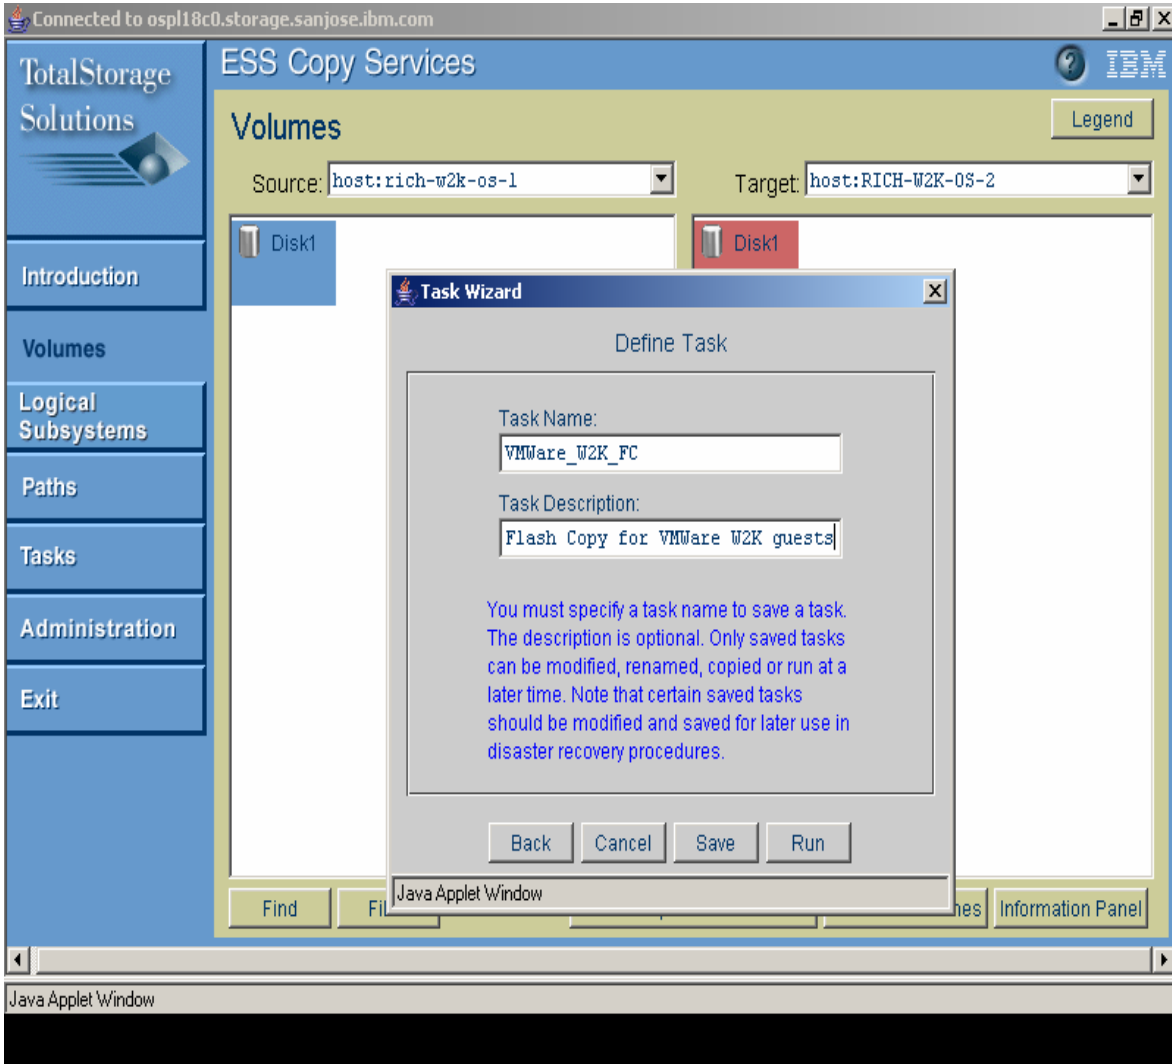 Connected to ospl18c0.storage.sanjose.ibm.com
TotalStorage
Solutions
Introduction
Volumes
Logical
Subsystems
Paths
Tasks
Administration
Exit
ESS Copy Services
? IBM
Volumes
Legend
Source: host:rich-w2k-os-1
Target: host:RICH-W2K-OS-2
Disk1
Disk1
Task Wizard
Define Task
Task Name:
VMWare_W2K_FC
Task Description:
Flash Copy for VMWare W2K guests
You must specify a task name to save a task.
The description is optional. Only saved tasks
can be modified, renamed, copied or run at a
later time. Note that certain saved tasks
should be modified and saved for later use in
disaster recovery procedures.
Back Cancel Save Run
Java Applet Window
Find
Information Panel
Java Applet Window